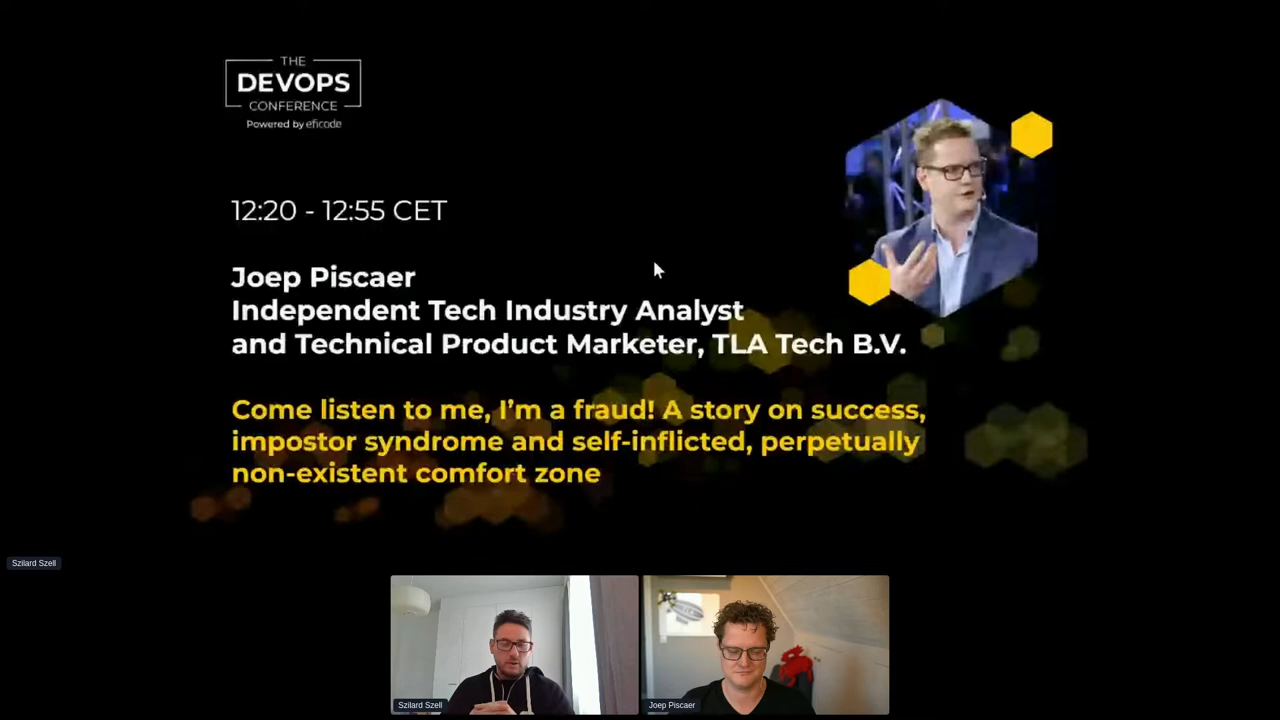 THE
DEVOPS
CONFERENCE
Powered by eficode
12:20 - 12:55 CET
Joep Piscaer
Independent Tech Industry Analyst
and Technical Product Marketer, TLA Tech B.V.
Come listen to me, I'm a fraud! A story on success,
impostor syndrome and self-inflicted, perpetually
non-existent comfort zone
Szilard Szell
Szilard Szell
Joep Piscaer